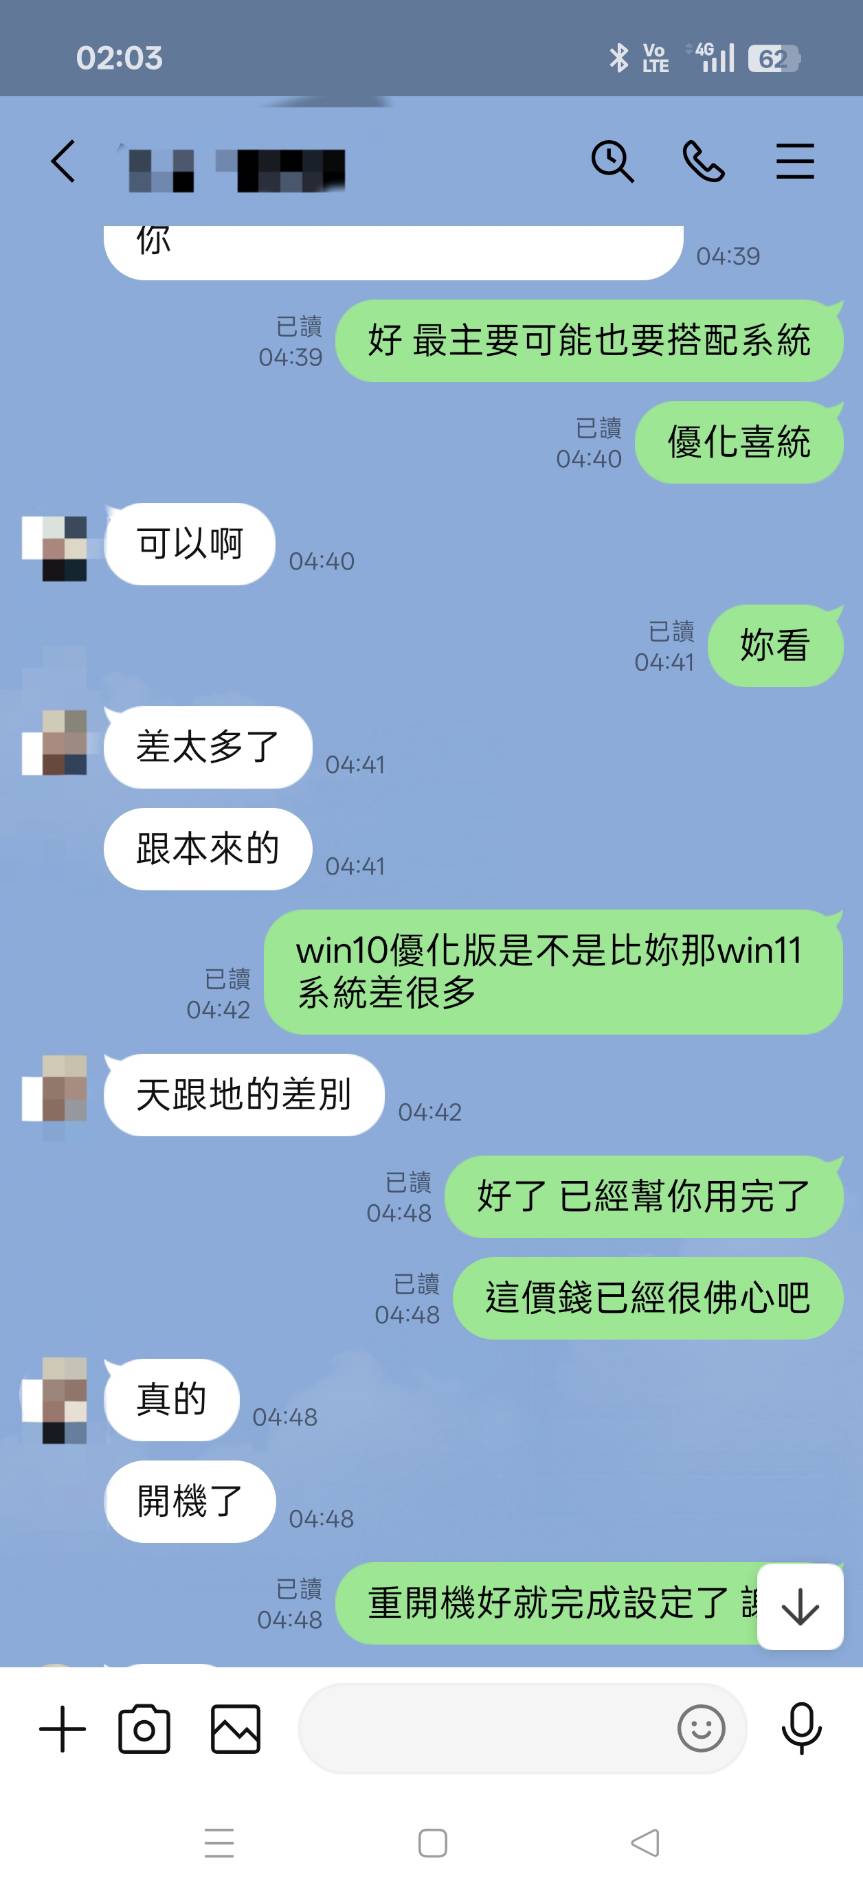 02:03
Vo LTE
4G
62
你
04:39
已讀
04:39
好 最主要可能也要搭配系統
已讀
04:40
優化喜統
可以啊
04:40
已讀
04:41
妳看
差太多了
04:41
跟本來的
04:41
win10優化版是不是比妳那win11
系統差很多
已讀
04:42
天跟地的差別
04:42
已讀
04:48
好了 已經幫你用完了
已讀
04:48
這價錢已經很佛心吧
真的
04:48
開機了
04:48
已讀
04:48
重開機好就完成設定了